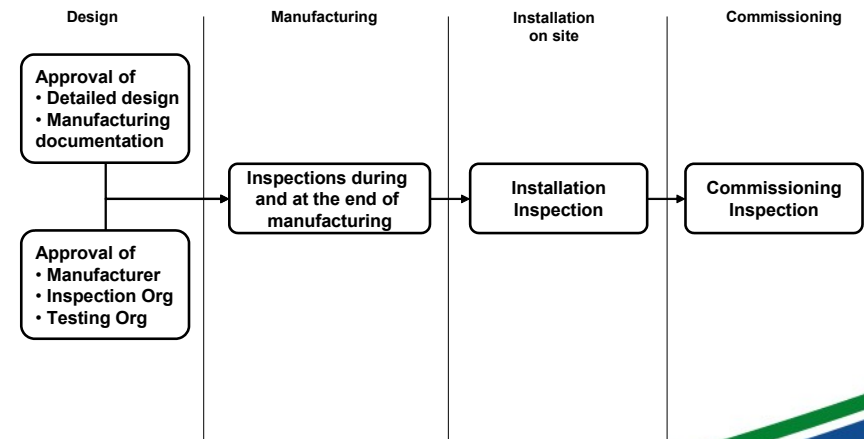 Design
Manufacturing
Installation
on site
Commissioning
Approval of
• Detailed design
• Manufacturing
documentation
Inspections during
and at the end of
manufacturing
Installation
Inspection
Commissioning
Inspection
Approval of
• Manufacturer
• Inspection Org
• Testing Org